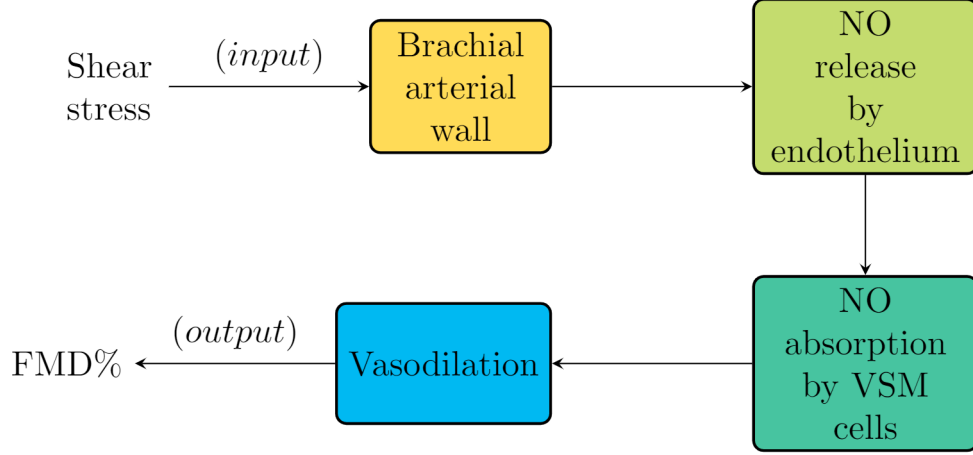 Shear
stress
(input)
Brachial
arterial
wall
NO
release
by
endothelium
NO
absorption
by VSM
cells
Vasodilation
(output)
FMD%